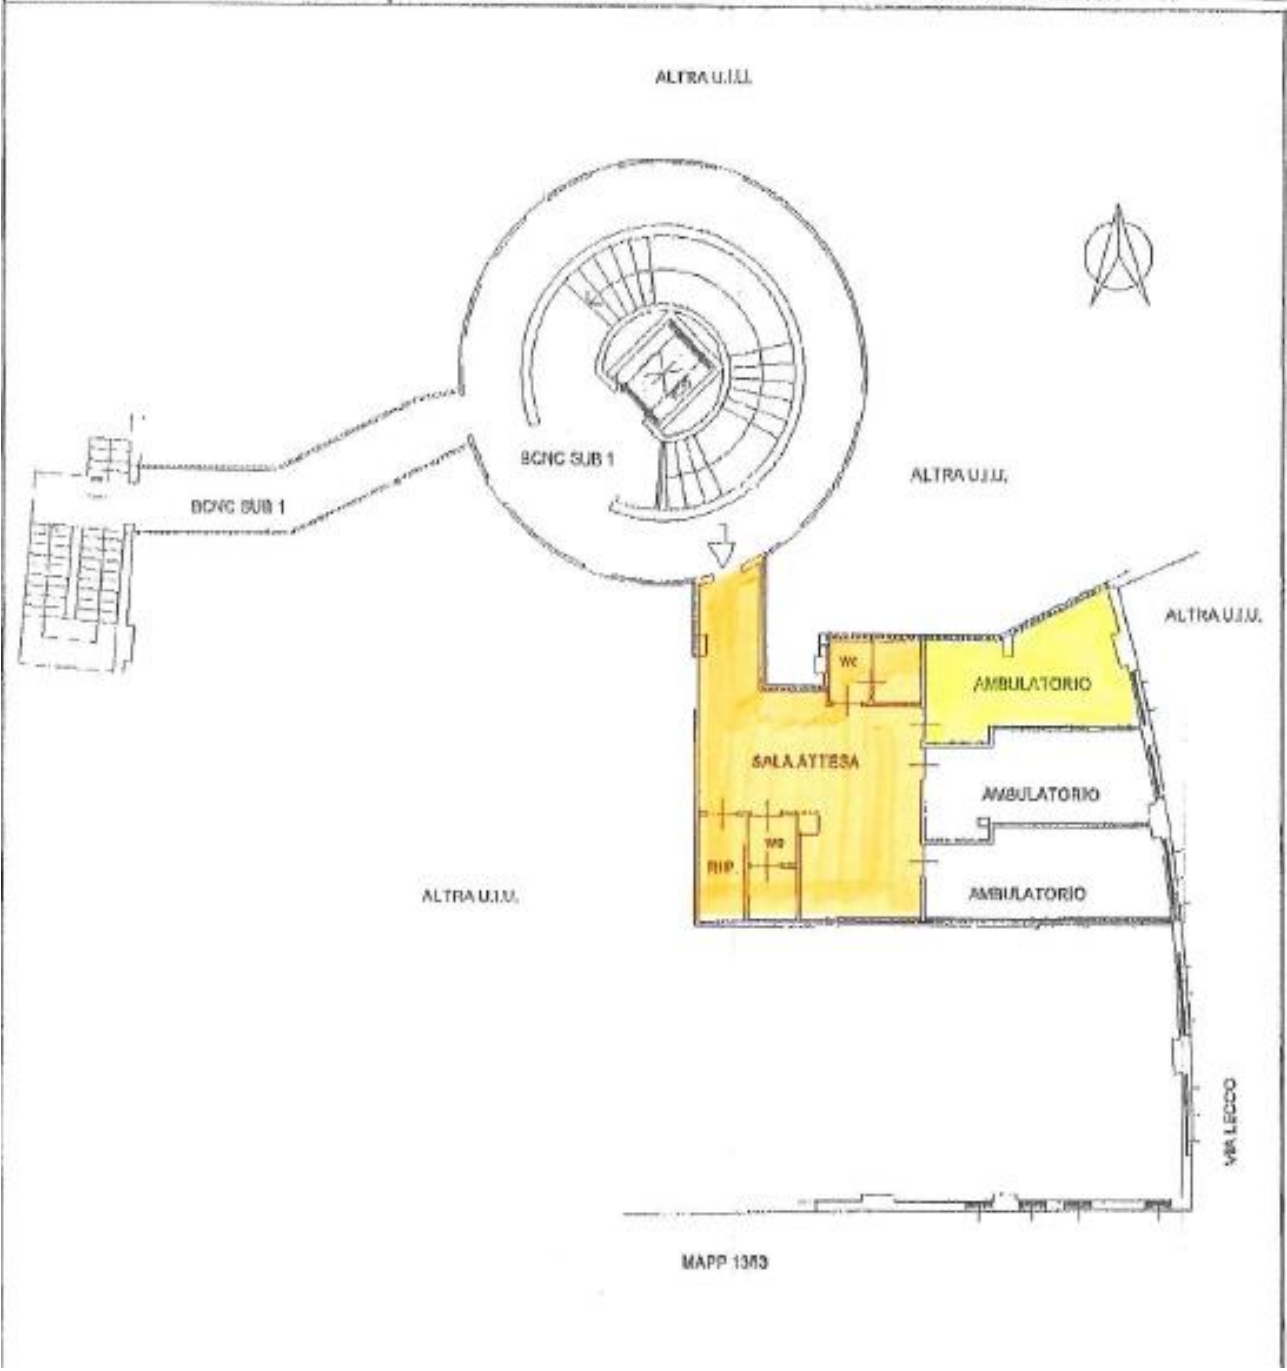 ALTRA U.I.U.
BCNC SUB 1
ALTRA U.I.U.
BCNC SUB 1
ALTRA U.I.U.
WC
AMBULATORIO
SALA ATTESA
AMBULATORIO
WC
RIP.
AMBULATORIO
ALTRA U.I.U.
VIA LECCO
MAPP 1363